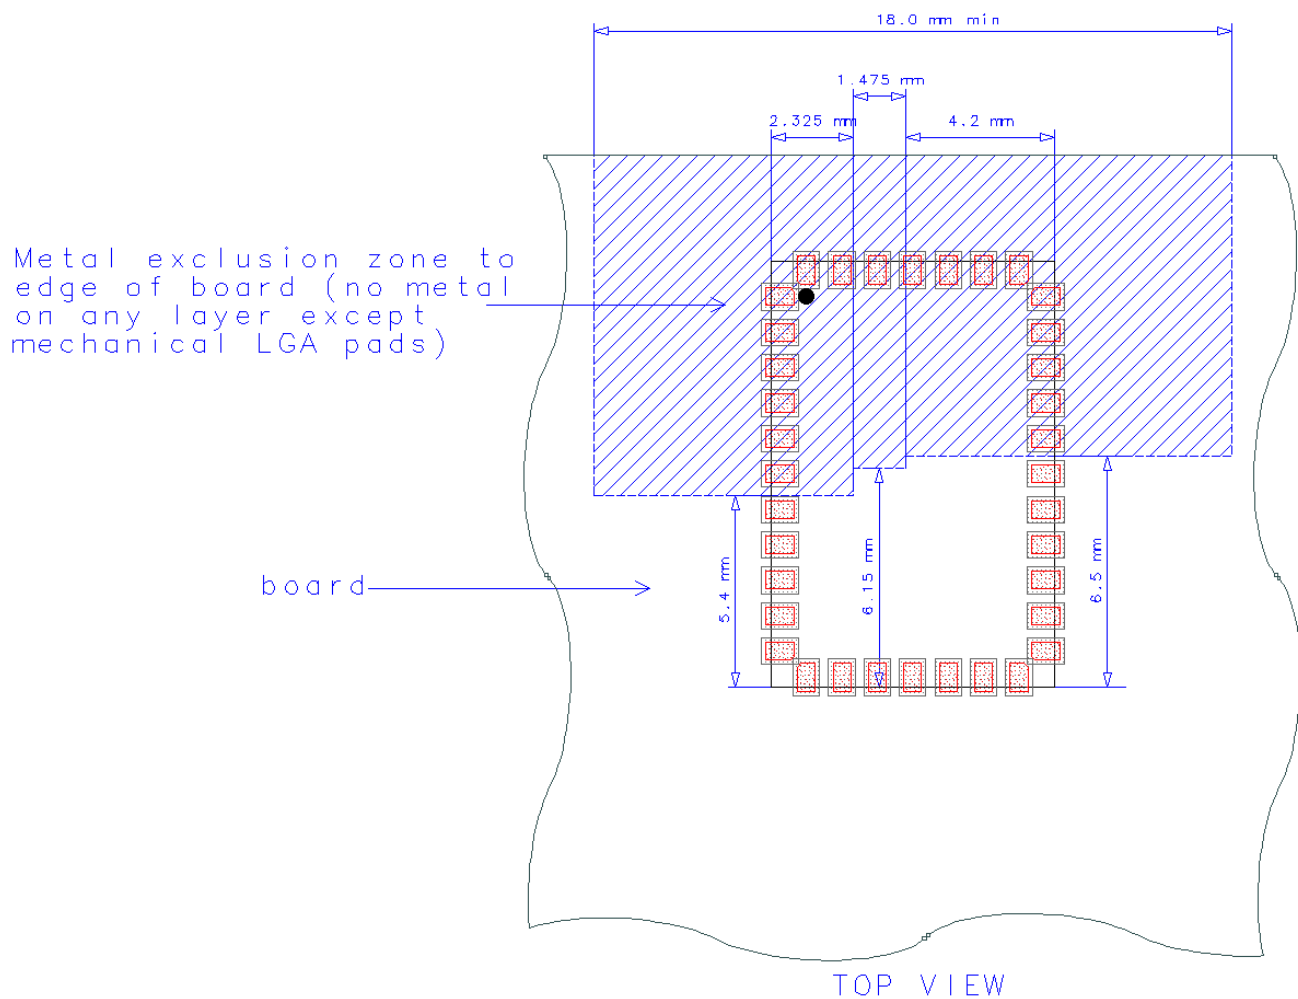 18.0 mm min
1.475 mm
2.325 mm
4.2 mm
Metal exclusion zone to
edge of board (no metal
on any layer except
mechanical LGA pads)
5.4 mm
6.15 mm
6.5 mm
board
TOP VIEW